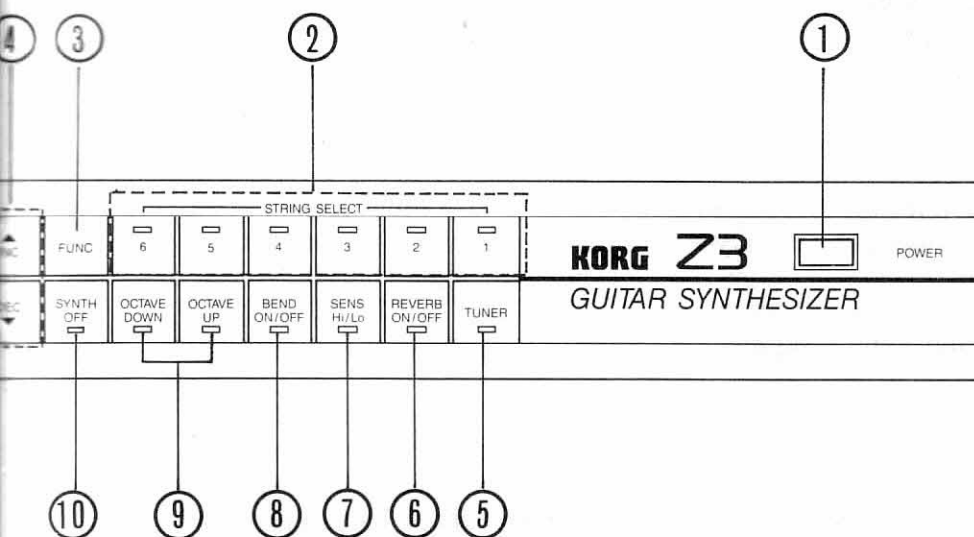 4 3 2 1
STRING SELECT
FUNC 6 5 4 3 2 1
KORG Z3 POWER
GUITAR SYNTHESIZER
SYNTH OFF OCTAVE DOWN OCTAVE UP BEND ON/OFF SENS Hi/Lo REVERB ON/OFF TUNER
10 9 8 7 6 5